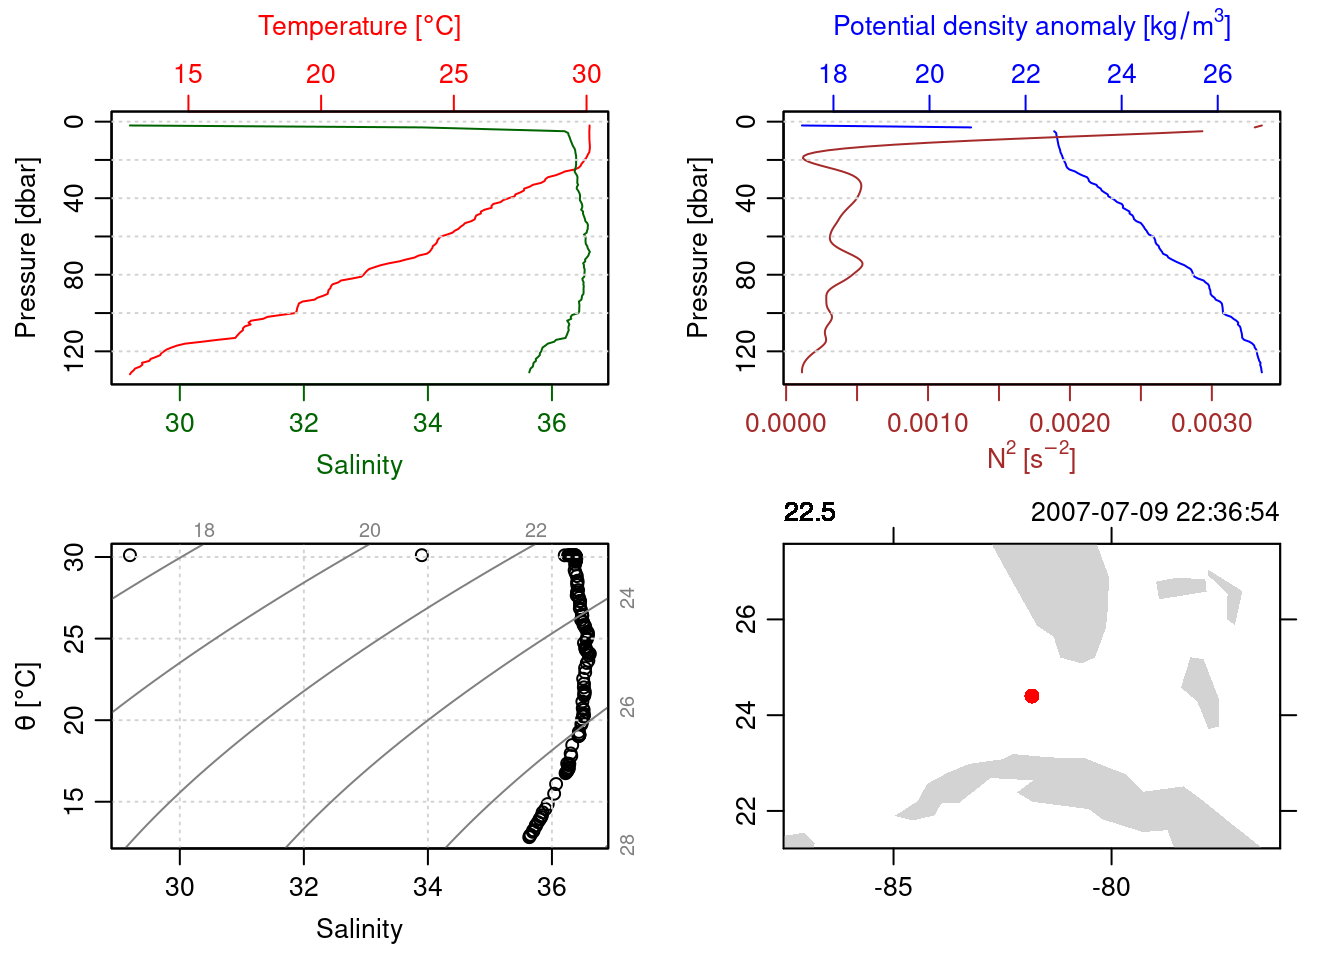 Temperature [°C]
15 20 25 30
0 40 80 120
Pressure [dbar]
30 32 34 36
Salinity
Potential density anomaly [kg/m³]
18 20 22 24 26
0 40 80 120
Pressure [dbar]
0.0000 0.0010 0.0020 0.0030
N² [s⁻²]
18 20 22
24
26
28
30 25 20 15
θ [°C]
30 32 34 36
Salinity
22.5 2007-07-09 22:36:54
26 24 22
-85 -80